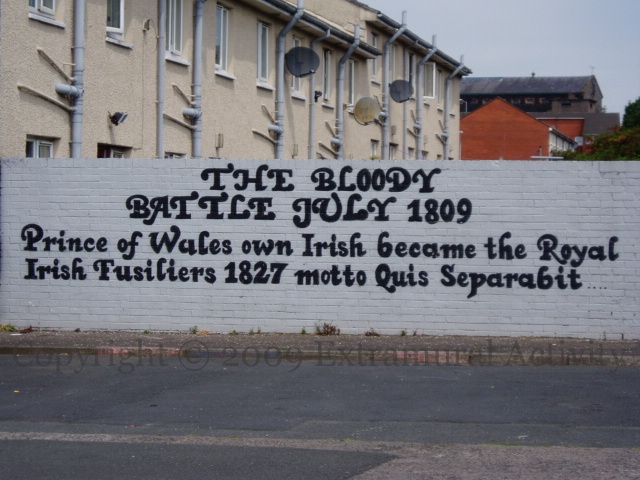 THE BLOODY
BATTLE JULY 1809
Prince of Wales own Irish became the Royal
Irish Fusiliers 1827 motto Quis Separabit ....
Copyright © 2009 Extramural Activity